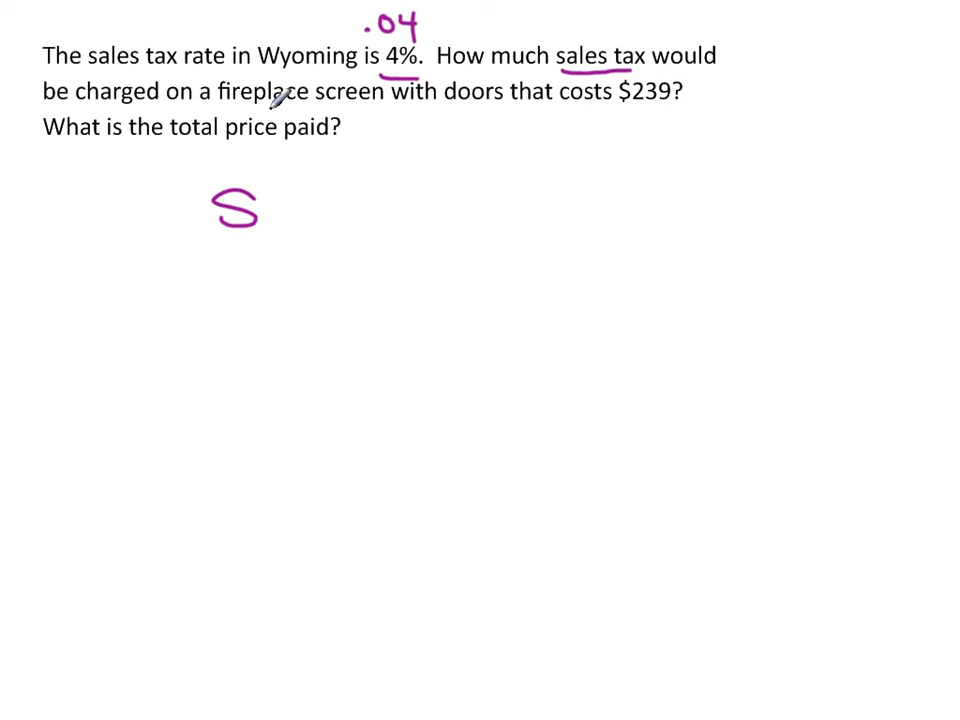 .04
The sales tax rate in Wyoming is 4%. How much sales tax would
be charged on a fireplace screen with doors that costs $239?
What is the total price paid?
S